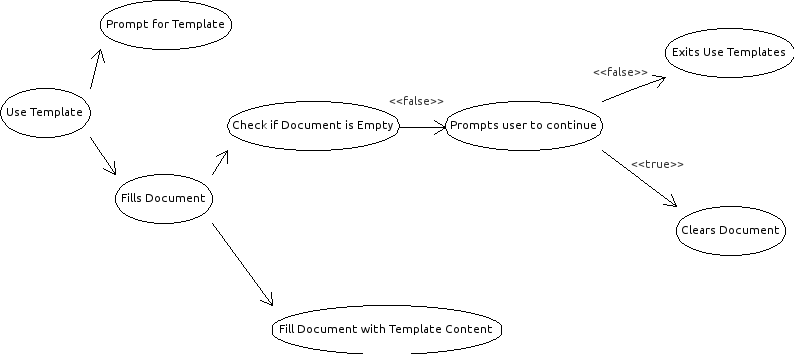 Prompt for Template
Exits Use Templates
<<false>>
<<false>>
Use Template
Check if Document is Empty
Prompts user to continue
<<true>>
Fills Document
Clears Document
Fill Document with Template Content